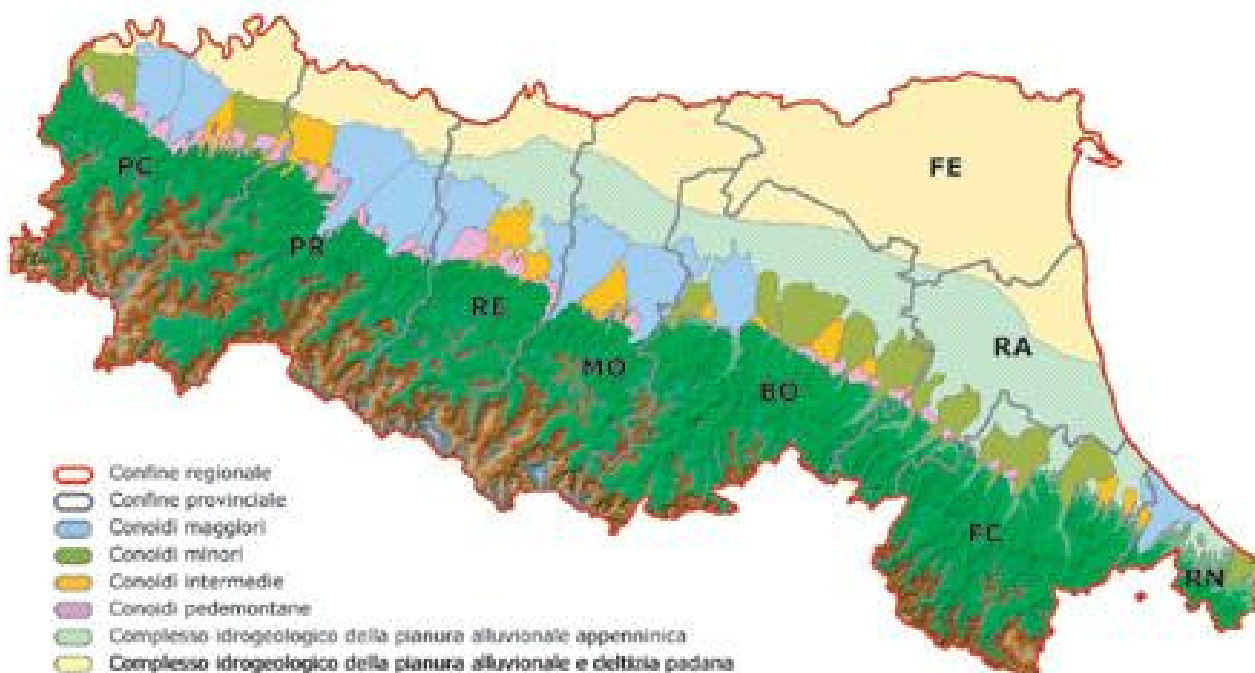 PC
FE
PR
RE
RA
MO
BO
FC
RN
Confine regionale
Confine provinciale
Conoidi maggiori
Conoidi minori
Conoidi intermedie
Conoidi pedemontane
Complesso idrogeologico della pianura alluvionale appenninica
Complesso idrogeologico della pianura alluvionale e deltizia padana